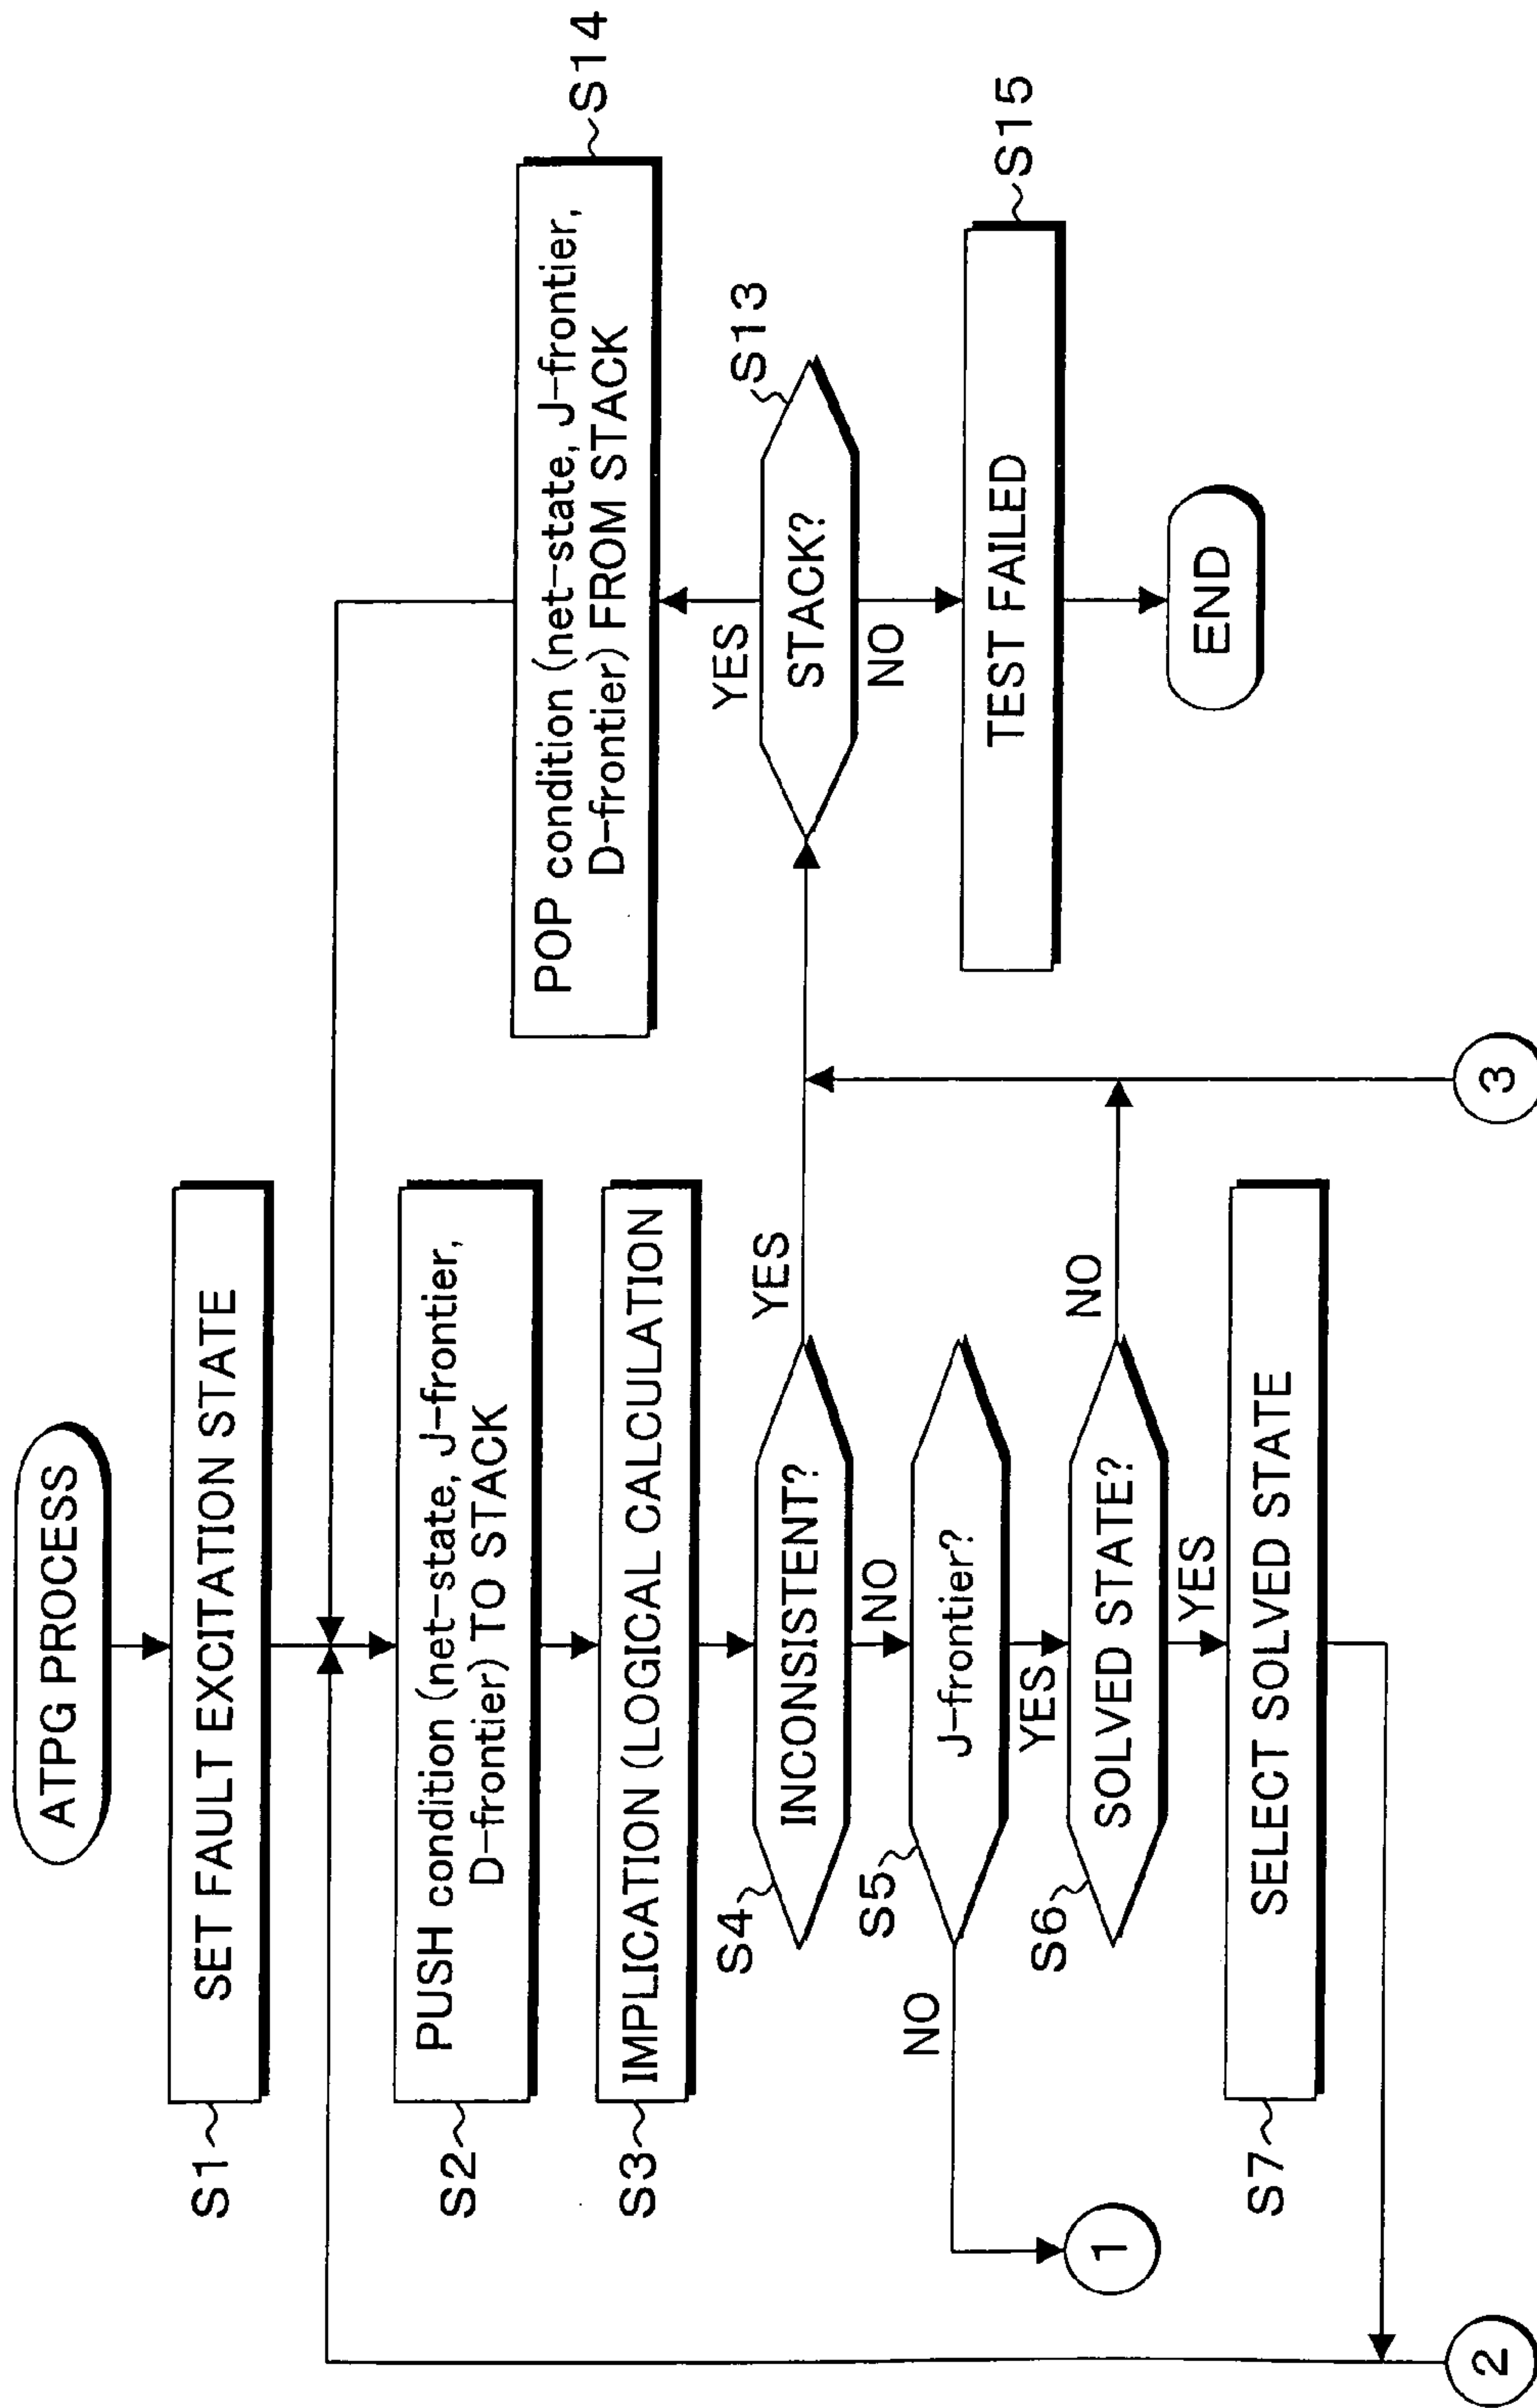 ATPG PROCESS
S1
SET FAULT EXCITATION STATE
S2
PUSH condition (net-state, J-frontier,
D-frontier) TO STACK
S3
IMPLICATION (LOGICAL CALCULATION
S4
INCONSISTENT?
YES
NO
S5
J-frontier?
NO
YES
1
S6
SOLVED STATE?
NO
YES
S7
SELECT SOLVED STATE
2
3
POP condition (net-state, J-frontier,
D-frontier) FROM STACK
S14
YES
S13
STACK?
NO
TEST FAILED
S15
END